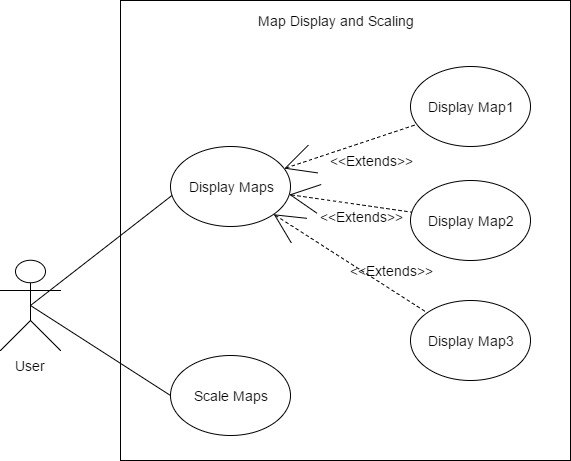 Map Display and Scaling
Display Map1
<<Extends>>
Display Maps
<<Extends>>
Display Map2
<<Extends>>
Display Map3
User
Scale Maps